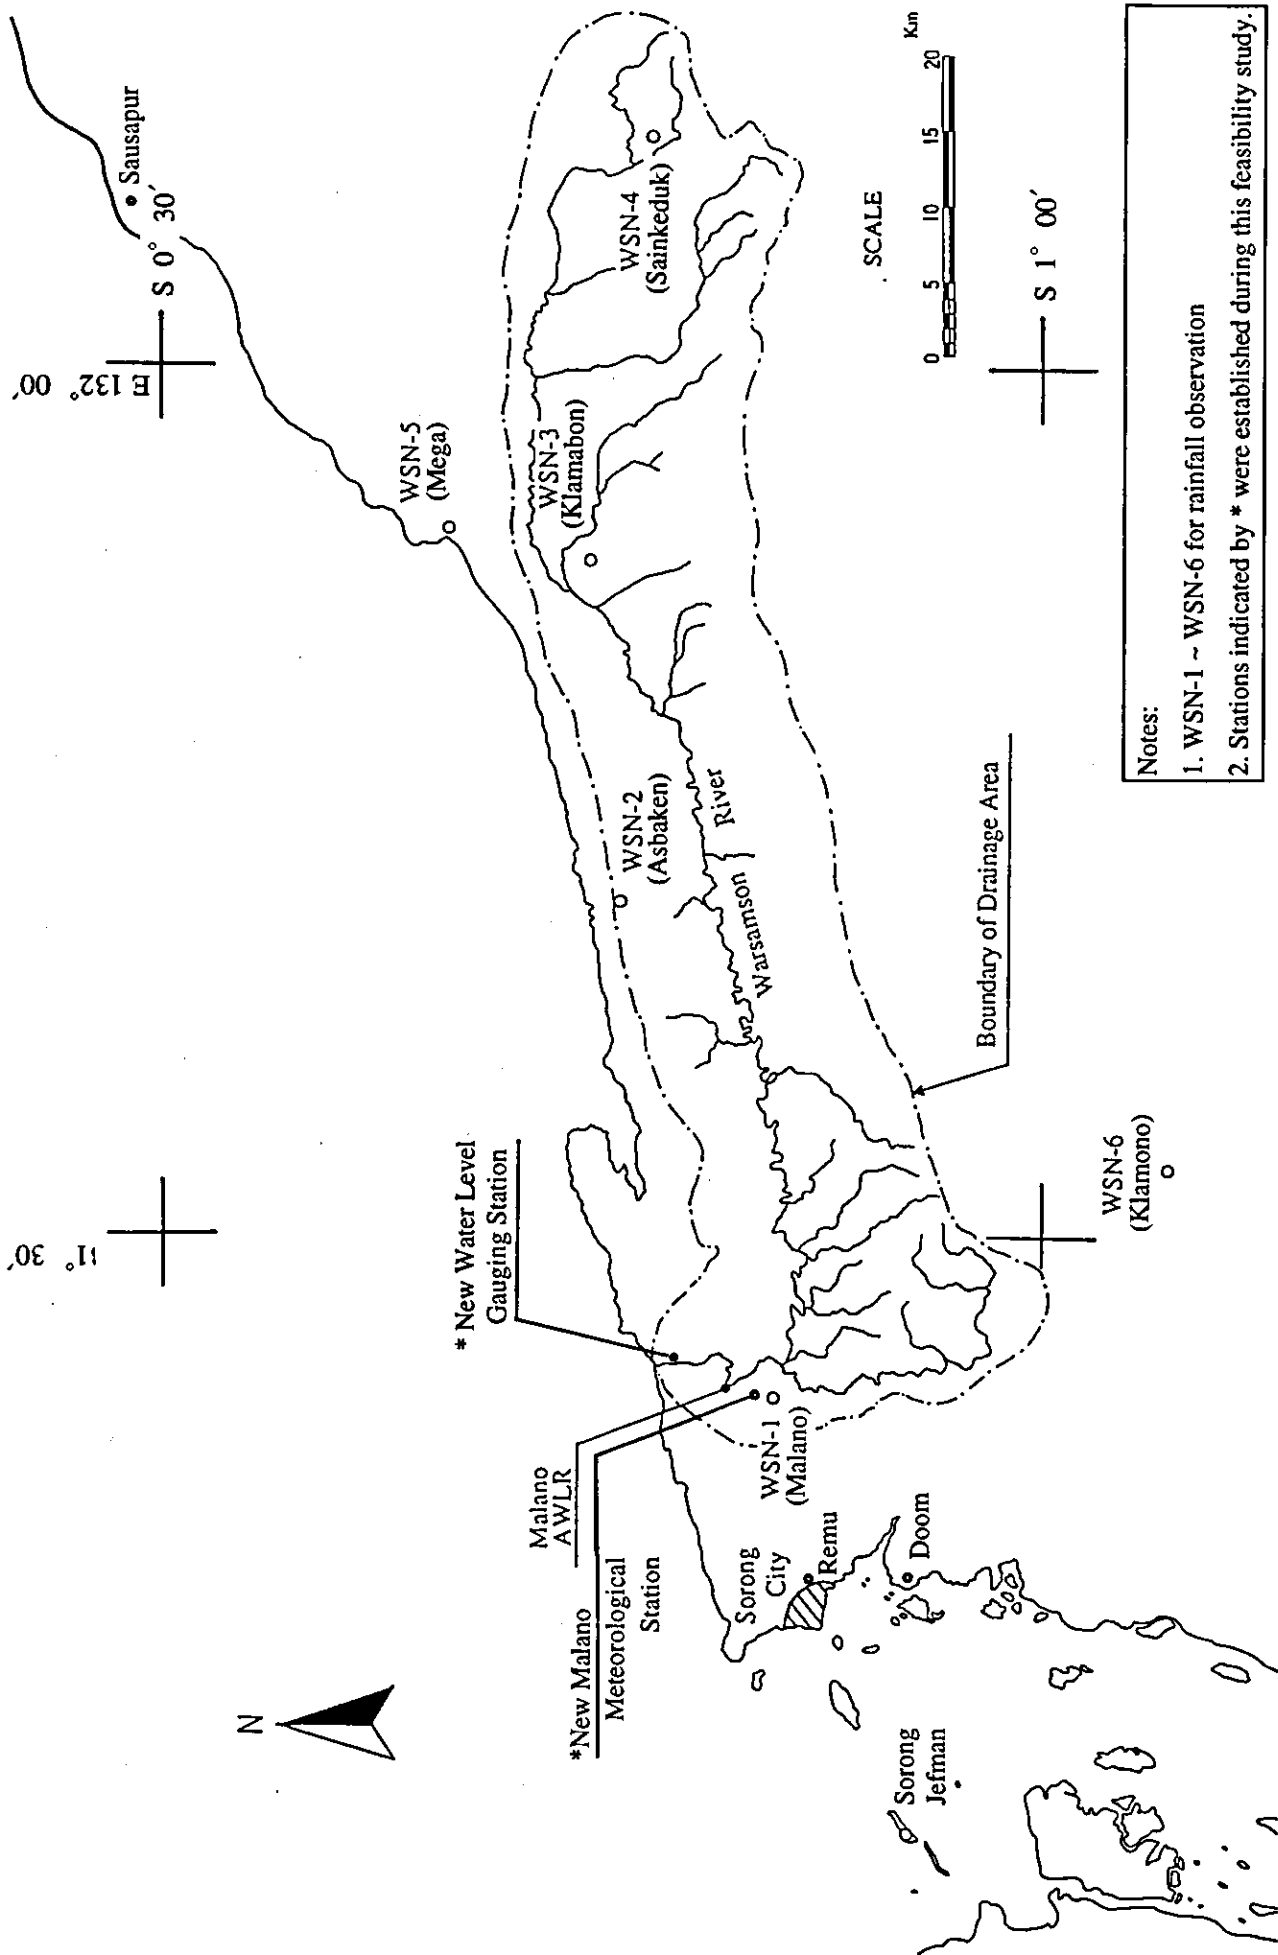 N
Sausapur
S 0° 30′
E 132° 00′
1° 30′
WSN-5
(Mega)
WSN-4
(Sainkeduk)
WSN-3
(Klamabon)
WSN-2
(Asbaken)
Warsamson River
* New Water Level
Gauging Station
Malano
AWLR
*New Malano
Meteorological
Station
WSN-1
(Malano)
Sorong
City
Remu
Doom
Sorong
Jefman
WSN-6
(Klamono)
Boundary of Drainage Area
SCALE
0 5 10 15 20 Km
S 1° 00′
Notes:
1. WSN-1 ~ WSN-6 for rainfall observation
2. Stations indicated by * were established during this feasibility study.